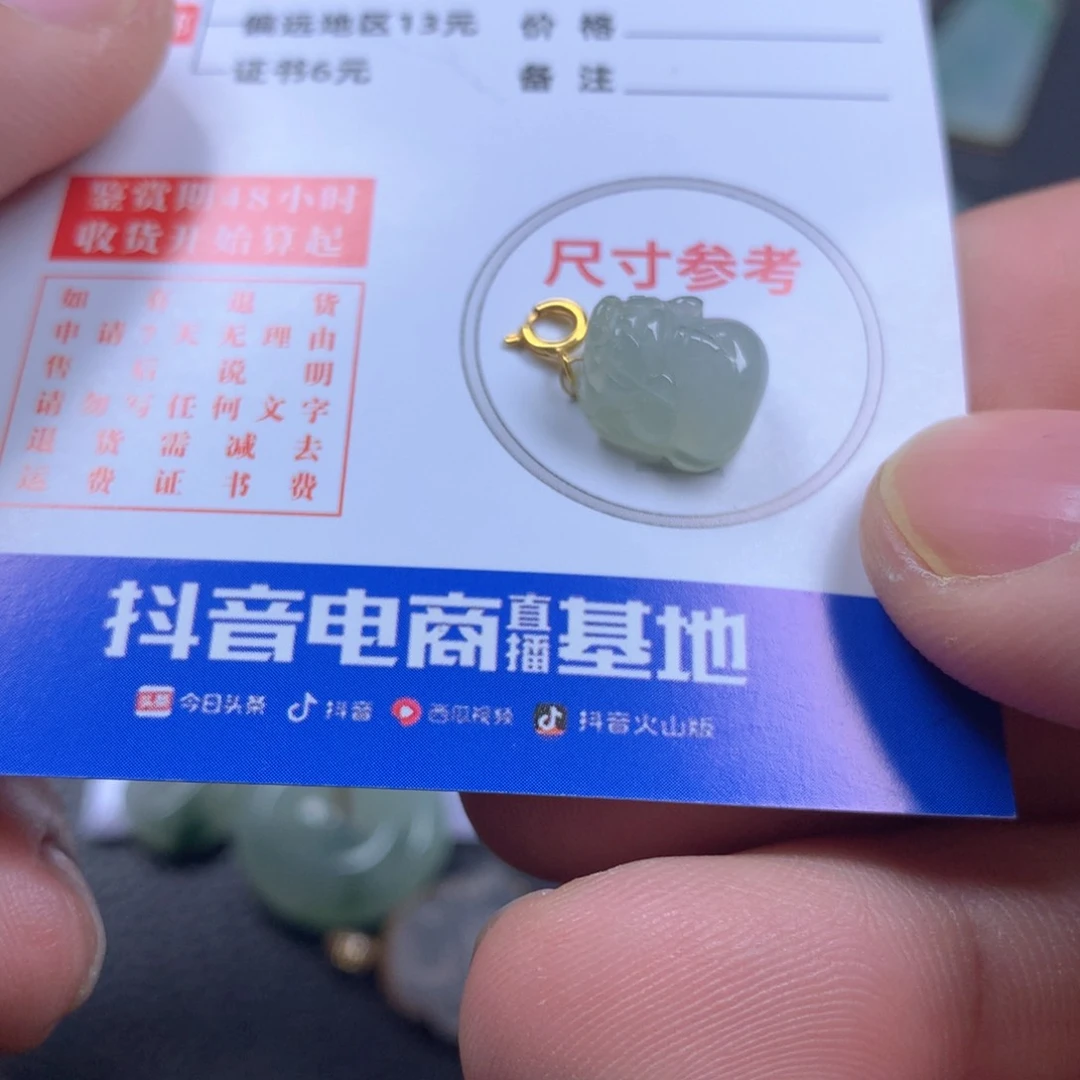 偏远地区13元
价 格
证书6元
备 注
鉴赏期48小时
收货开始算起
如有退货
申请7天无理由
售后说明
请勿写任何文字
退货需减去
运费证书费
尺寸参考
抖音电商直播基地
头条 今日头条 抖音 西瓜视频 抖音火山版